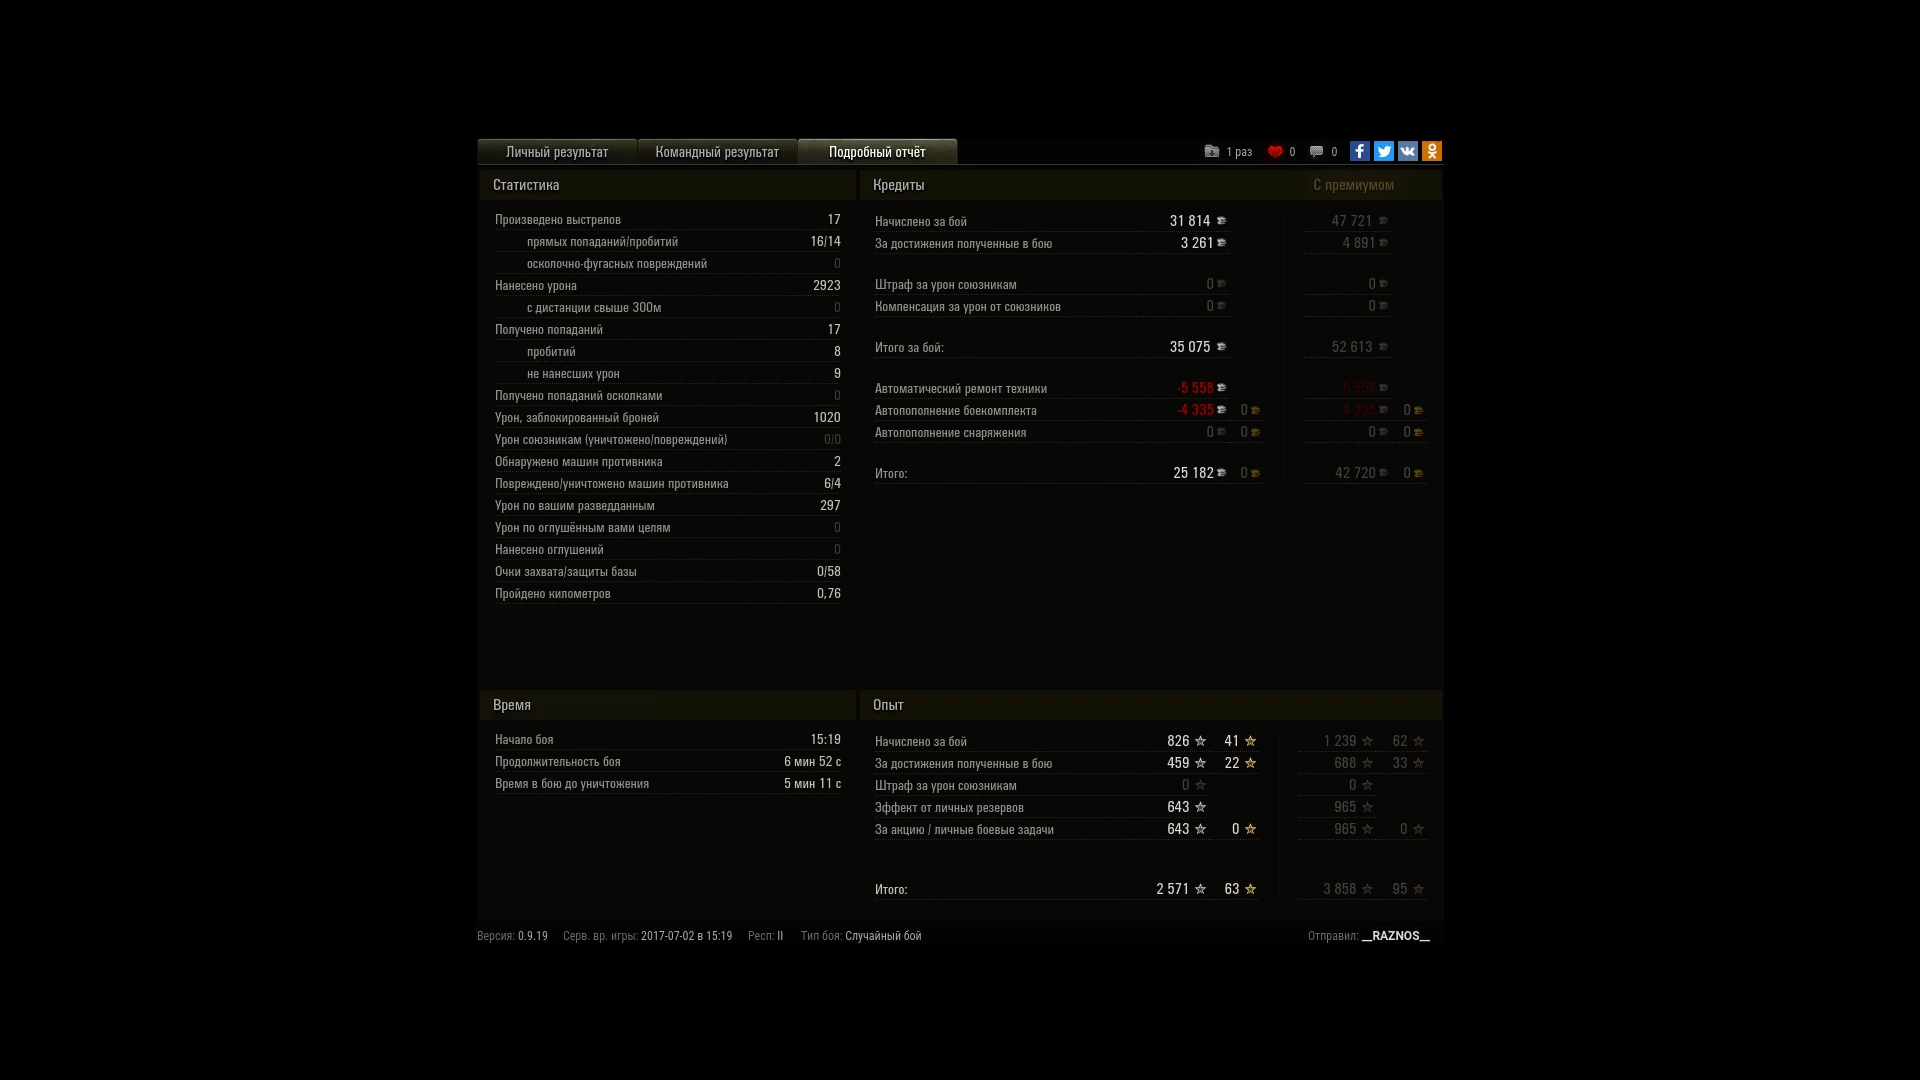 Личный результат Командный результат Подробный отчёт 1 раз 0 0
Статистика
Произведено выстрелов 17
прямых попаданий/пробитий 16/14
осколочно-фугасных повреждений 0
Нанесено урона 2923
с дистанции свыше 300м 0
Получено попаданий 17
пробитий 8
не нанесших урон 9
Получено попаданий осколками 0
Урон, заблокированный броней 1020
Урон союзникам (уничтожено/повреждений) 0/0
Обнаружено машин противника 2
Повреждено/уничтожено машин противника 6/4
Урон по вашим разведданным 297
Урон по оглушённым вами целям 0
Нанесено оглушений 0
Очки захвата/защиты базы 0/58
Пройдено километров 0,76
Кредиты С премиумом
Начислено за бой 31 814 47 721
За достижения полученные в бою 3 261 4 891
Штраф за урон союзникам 0 0
Компенсация за урон от союзников 0 0
Итого за бой: 35 075 52 613
Автоматический ремонт техники -5 558 -5 558
Автопополнение боекомплекта -4 335 0 -4 335 0
Автопополнение снаряжения 0 0 0 0
Итого: 25 182 0 42 720 0
Время
Начало боя 15:19
Продолжительность боя 6 мин 52 с
Время в бою до уничтожения 5 мин 11 с
Опыт
Начислено за бой 826 41 1 239 62
За достижения полученные в бою 459 22 688 33
Штраф за урон союзникам 0 0
Эффект от личных резервов 643 965
За акцию / личные боевые задачи 643 0 965 0
Итого: 2 571 63 3 858 95
Версия: 0.9.19 Серв. вр. игры: 2017-07-02 в 15:19 Респ: II Тип боя: Случайный бой Отправил: __RAZNOS__